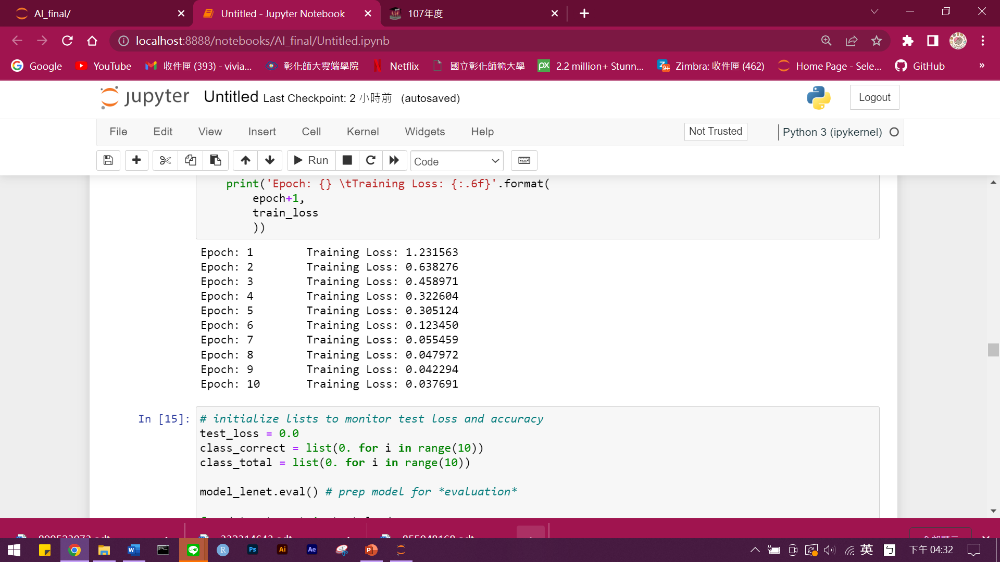 AI_final/
Untitled - Jupyter Notebook
107年度
localhost:8888/notebooks/AI_final/Untitled.ipynb
Google
YouTube
收件匣 (393) - vivia...
彰化師大雲端學院
Netflix
國立彰化師範大學
px 2.2 million+ Stunn...
Zimbra: 收件匣 (462)
Home Page - Sele...
GitHub
»
jupyter Untitled Last Checkpoint: 2 小時前 (autosaved)
Logout
File Edit View Insert Cell Kernel Widgets Help
Not Trusted
Python 3 (ipykernel)
Run
Code
print('Epoch: {} \tTraining Loss: {:.6f}'.format(
epoch+1,
train_loss
))
Epoch: 1 Training Loss: 1.231563
Epoch: 2 Training Loss: 0.638276
Epoch: 3 Training Loss: 0.458971
Epoch: 4 Training Loss: 0.322604
Epoch: 5 Training Loss: 0.305124
Epoch: 6 Training Loss: 0.123450
Epoch: 7 Training Loss: 0.055459
Epoch: 8 Training Loss: 0.047972
Epoch: 9 Training Loss: 0.042294
Epoch: 10 Training Loss: 0.037691
In [15]:
# initialize lists to monitor test loss and accuracy
test_loss = 0.0
class_correct = list(0. for i in range(10))
class_total = list(0. for i in range(10))
model_lenet.eval() # prep model for *evaluation*
LINE
R
Ps
Ai
Ae
英
ㄅ
下午 04:32